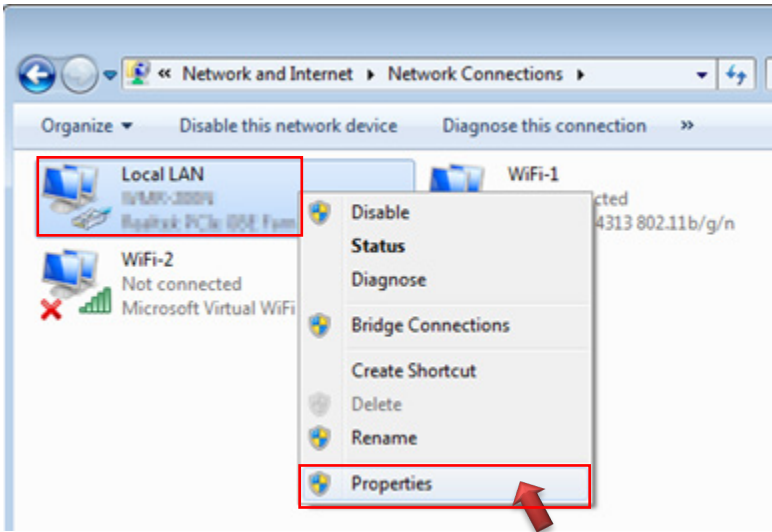 « Network and Internet ▸ Network Connections ▸
Organize ▾ Disable this network device Diagnose this connection »
Local LAN
WiFi-1
cted
4313 802.11b/g/n
WiFi-2
Not connected
Microsoft Virtual WiFi
Disable
Status
Diagnose
Bridge Connections
Create Shortcut
Delete
Rename
Properties